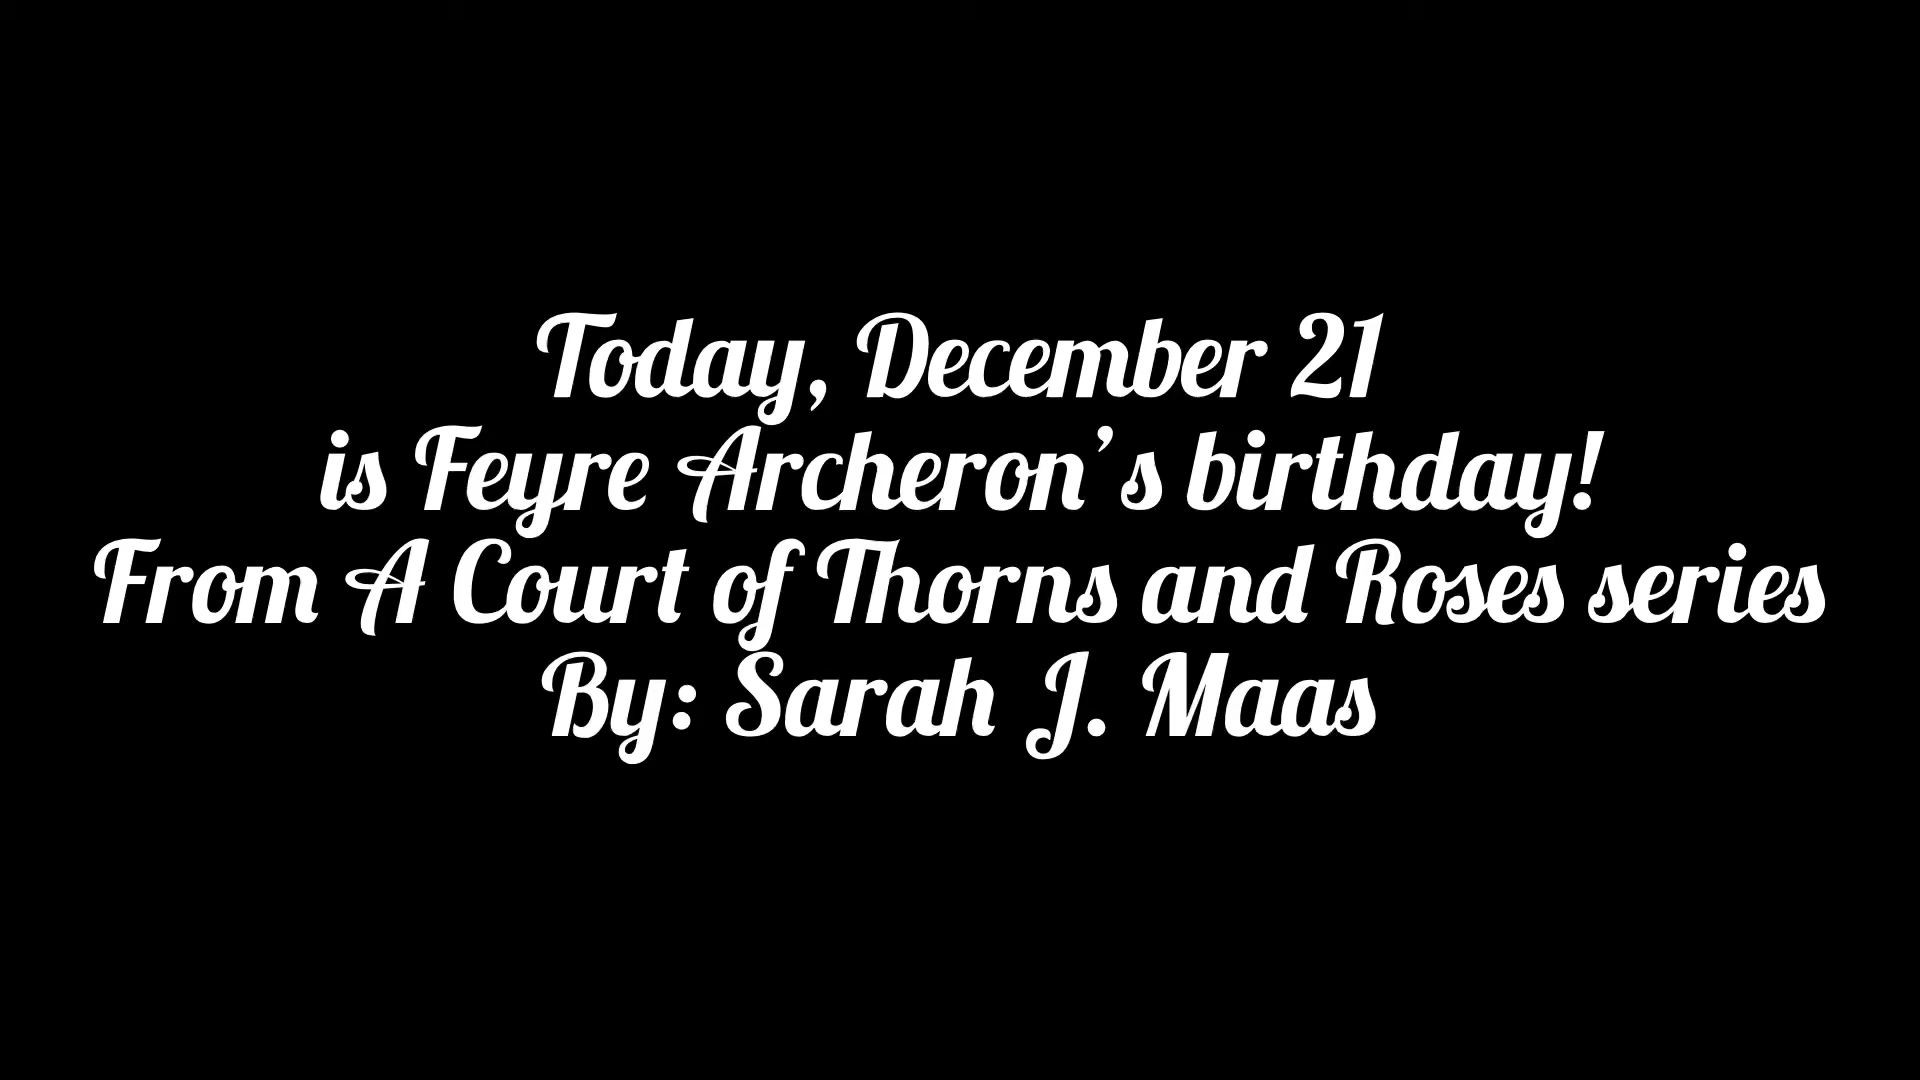 Today, December 21
is Feyre Archeron’s birthday!
From A Court of Thorns and Roses series
By: Sarah J. Maas